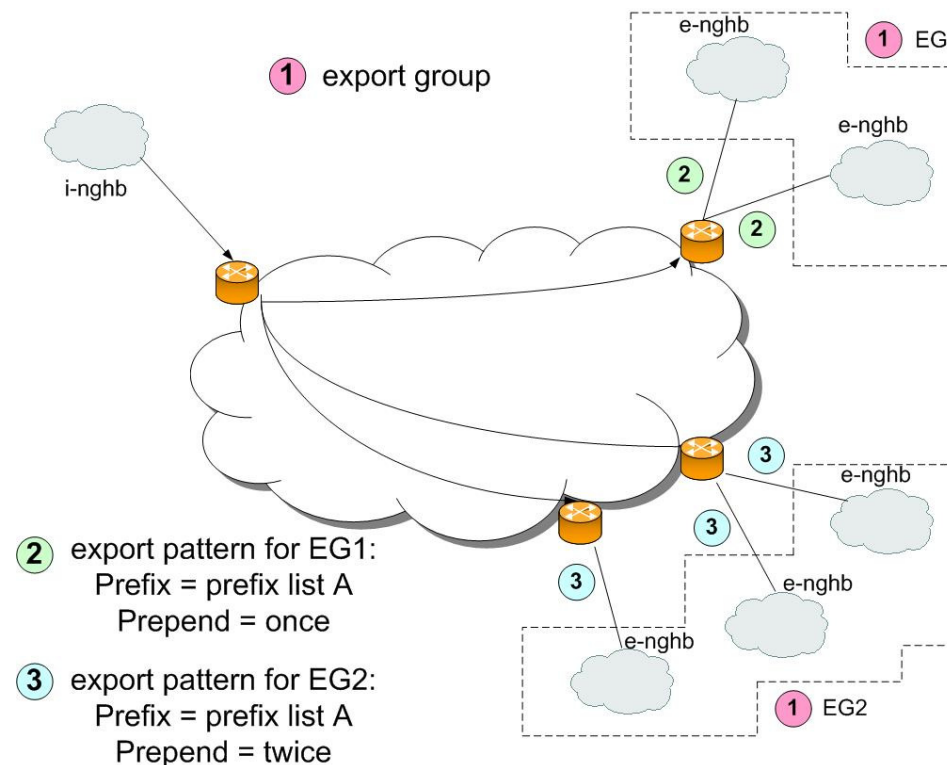 e-nghb
1 EG
1 export group
e-nghb
i-nghb
2
2
3
e-nghb
3
2 export pattern for EG1:
Prefix = prefix list A
Prepend = once
3
e-nghb
e-nghb
3 export pattern for EG2:
Prefix = prefix list A
Prepend = twice
1 EG2